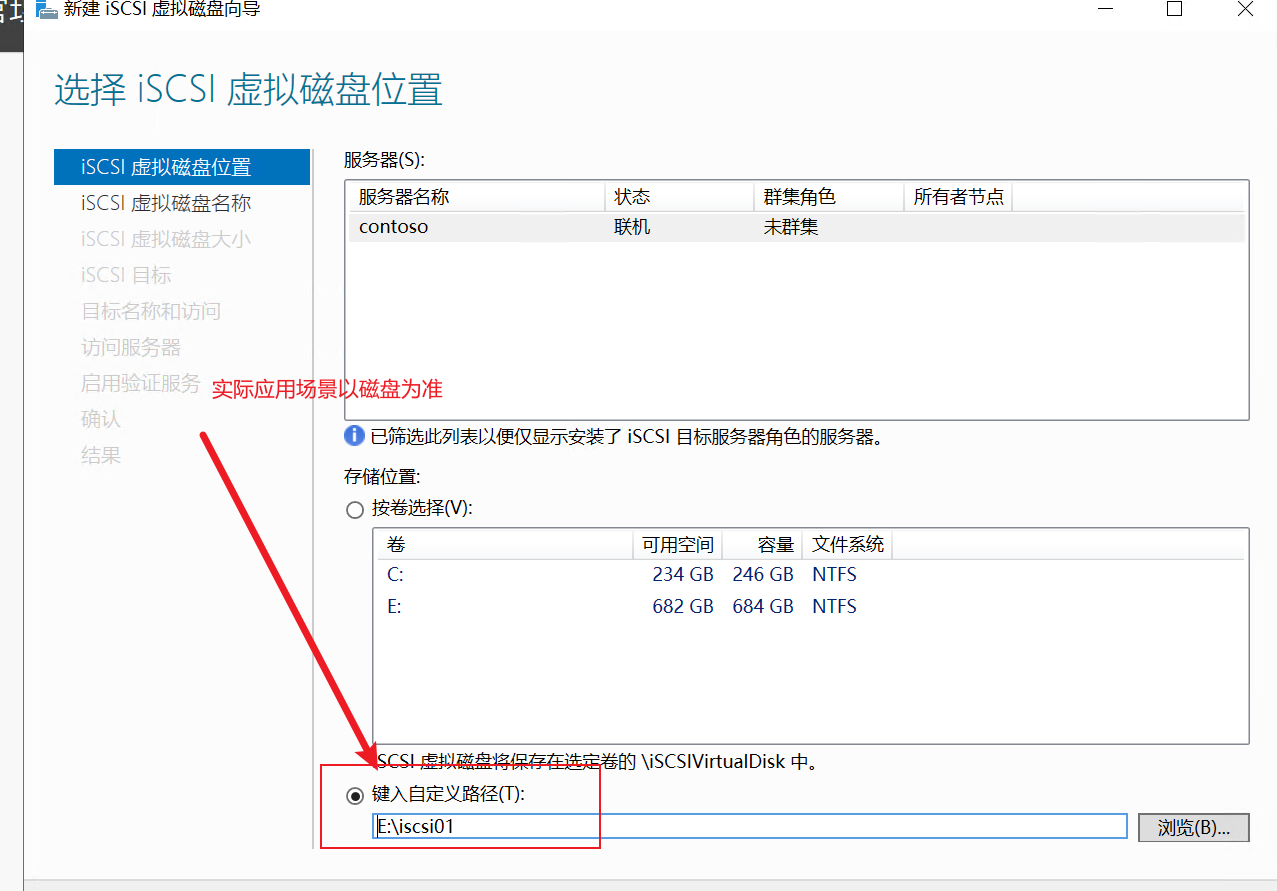 新建 iSCSI 虚拟磁盘向导
选择 iSCSI 虚拟磁盘位置
iSCSI 虚拟磁盘位置
iSCSI 虚拟磁盘名称
iSCSI 虚拟磁盘大小
iSCSI 目标
目标名称和访问
访问服务器
启用验证服务
确认
结果
实际应用场景以磁盘为准
服务器(S):
服务器名称 状态 群集角色 所有者节点
contoso 联机 未群集
已筛选此列表以便仅显示安装了 iSCSI 目标服务器角色的服务器。
存储位置:
按卷选择(V):
卷 可用空间 容量 文件系统
C: 234 GB 246 GB NTFS
E: 682 GB 684 GB NTFS
iSCSI 虚拟磁盘将保存在选定卷的 \iSCSIVirtualDisk 中。
键入自定义路径(T):
E:\iscsi01
浏览(B)...